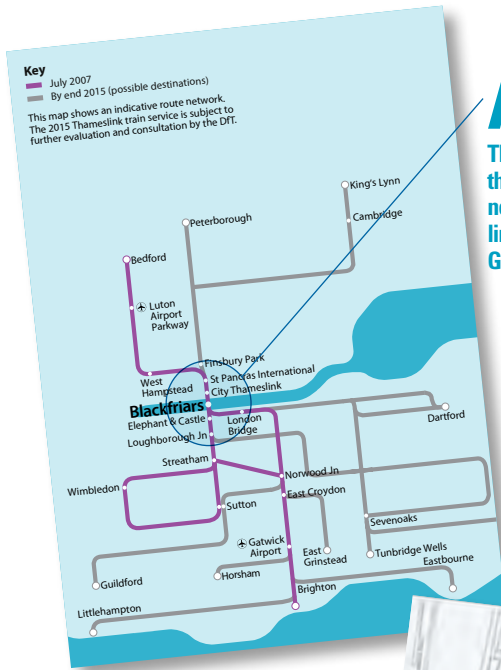 Key
July 2007
By end 2015 (possible destinations)
This map shows an indicative route network.
The 2015 Thameslink train service is subject to
further evaluation and consultation by the DfT.
King's Lynn
Cambridge
Peterborough
Bedford
Luton
Airport
Parkway
Finsbury Park
St Pancras International
City Thameslink
West
Hampstead
Blackfriars
Elephant & Castle
London
Bridge
Dartford
Loughborough Jn
Streatham
Norwood Jn
Wimbledon
East Croydon
Sutton
Sevenoaks
Gatwick
Airport
East
Grinstead
Tunbridge Wells
Eastbourne
Guildford
Horsham
Brighton
Littlehampton